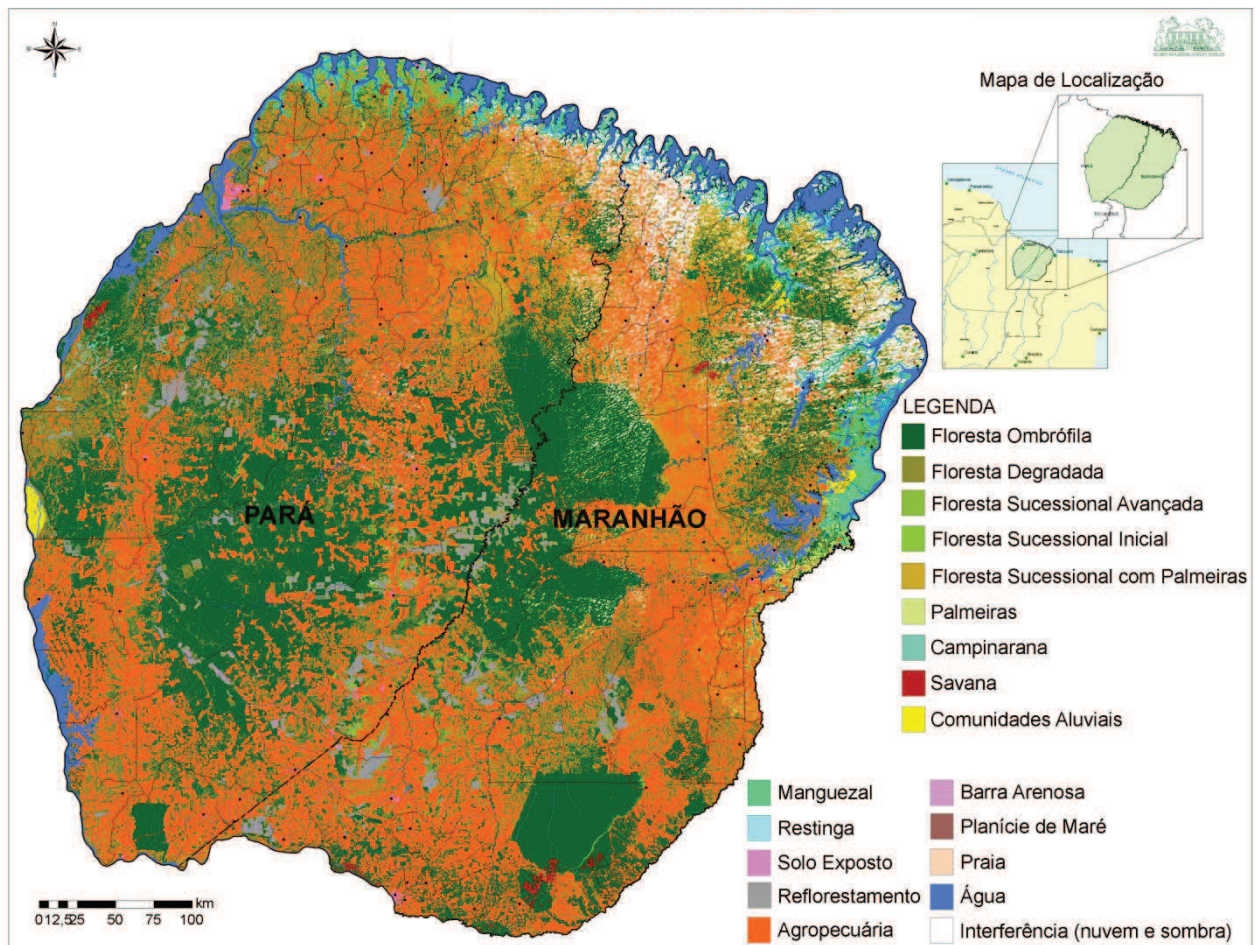 N
Mapa de Localização
PARÁ
MARANHÃO
LEGENDA
Floresta Ombrófila
Floresta Degradada
Floresta Sucessional Avançada
Floresta Sucessional Inicial
Floresta Sucessional com Palmeiras
Palmeiras
Campinarana
Savana
Comunidades Aluviais
Manguezal
Restinga
Solo Exposto
Reflorestamento
Agropecuária
Barra Arenosa
Planície de Maré
Praia
Água
Interferência (nuvem e sombra)
km
0 12,5 25 50 75 100